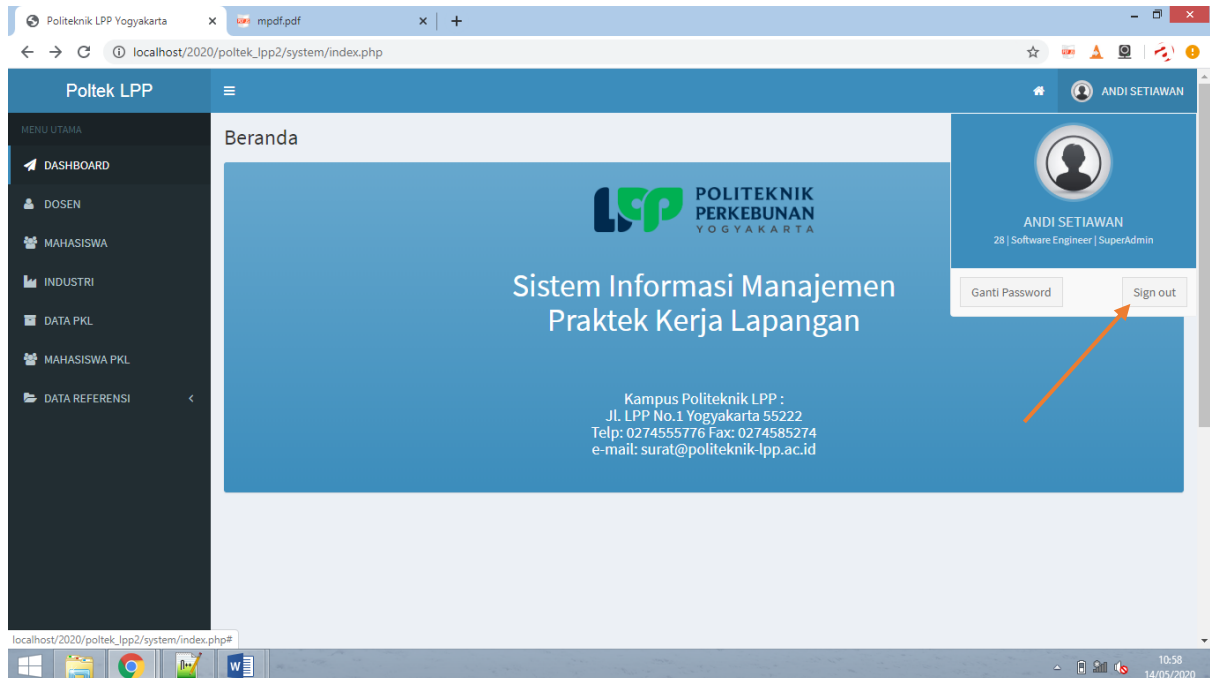 Politeknik LPP Yogyakarta
mpdf.pdf
localhost/2020/poltek_lpp2/system/index.php
Poltek LPP
ANDI SETIAWAN
MENU UTAMA
DASHBOARD
DOSEN
MAHASISWA
INDUSTRI
DATA PKL
MAHASISWA PKL
DATA REFERENSI
Beranda
LPP POLITEKNIK
PERKEBUNAN
YOGYAKARTA
Sistem Informasi Manajemen
Praktek Kerja Lapangan
Kampus Politeknik LPP :
Jl. LPP No.1 Yogyakarta 55222
Telp: 0274555776 Fax: 0274585274
e-mail: surat@politeknik-lpp.ac.id
ANDI SETIAWAN
28 | Software Engineer | SuperAdmin
Ganti Password
Sign out
localhost/2020/poltek_lpp2/system/index.php#
10:58
14/05/2020